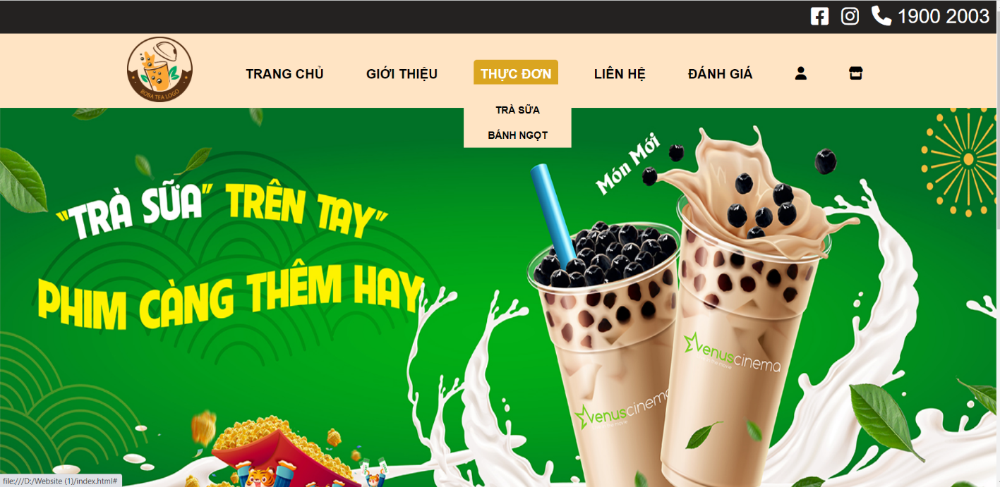 1900 2003
BOBA TEA LOGO
TRANG CHỦ
GIỚI THIỆU
THỰC ĐƠN
LIÊN HỆ
ĐÁNH GIÁ
TRÀ SỮA
BÁNH NGỌT
Món Mới
"TRÀ SỮA" TRÊN TAY"
PHIM CÀNG THÊM HAY
venuscinema
venuscinema
file:///D:/Website (1)/index.html#